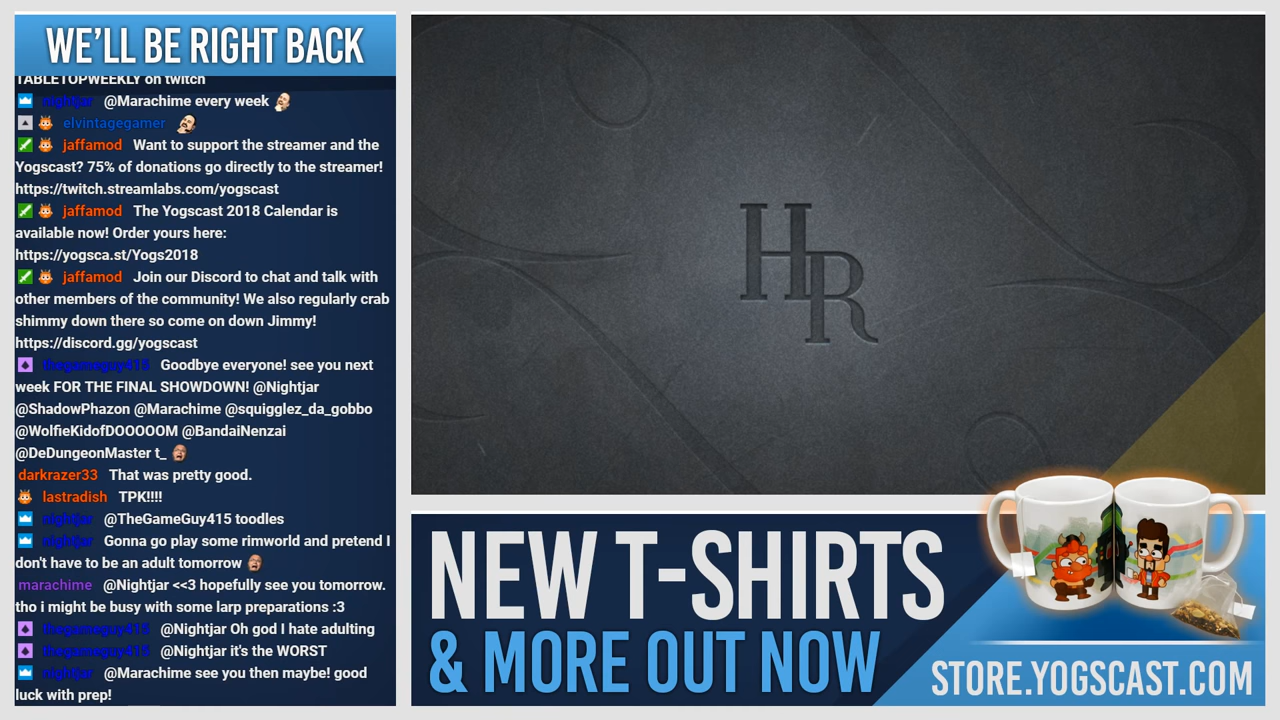 WE'LL BE RIGHT BACK
TABLETOPWEEKLY on twitch
nightjar @Marachime every week
elvintagegamer
jaffamod Want to support the streamer and the
Yogscast? 75% of donations go directly to the streamer!
https://twitch.streamlabs.com/yogscast
jaffamod The Yogscast 2018 Calendar is
available now! Order yours here:
https://yogsca.st/Yogs2018
jaffamod Join our Discord to chat and talk with
other members of the community! We also regularly crab
shimmy down there so come on down Jimmy!
https://discord.gg/yogscast
thegameguy415 Goodbye everyone! see you next
week FOR THE FINAL SHOWDOWN! @Nightjar
@ShadowPhazon @Marachime @squigglez_da_gobbo
@WolfieKidofDOOOOOM @BandaiNenzai
@DeDungeonMaster t_
darkrazer33 That was pretty good.
lastradish TPK!!!!
nightjar @TheGameGuy415 toodles
nightjar Gonna go play some rimworld and pretend I
don't have to be an adult tomorrow
marachime @Nightjar <<3 hopefully see you tomorrow.
tho i might be busy with some larp preparations :3
thegameguy415 @Nightjar Oh god I hate adulting
thegameguy415 @Nightjar it's the WORST
nightjar @Marachime see you then maybe! good
luck with prep!
HR
NEW T-SHIRTS
& MORE OUT NOW
STORE.YOGSCAST.COM